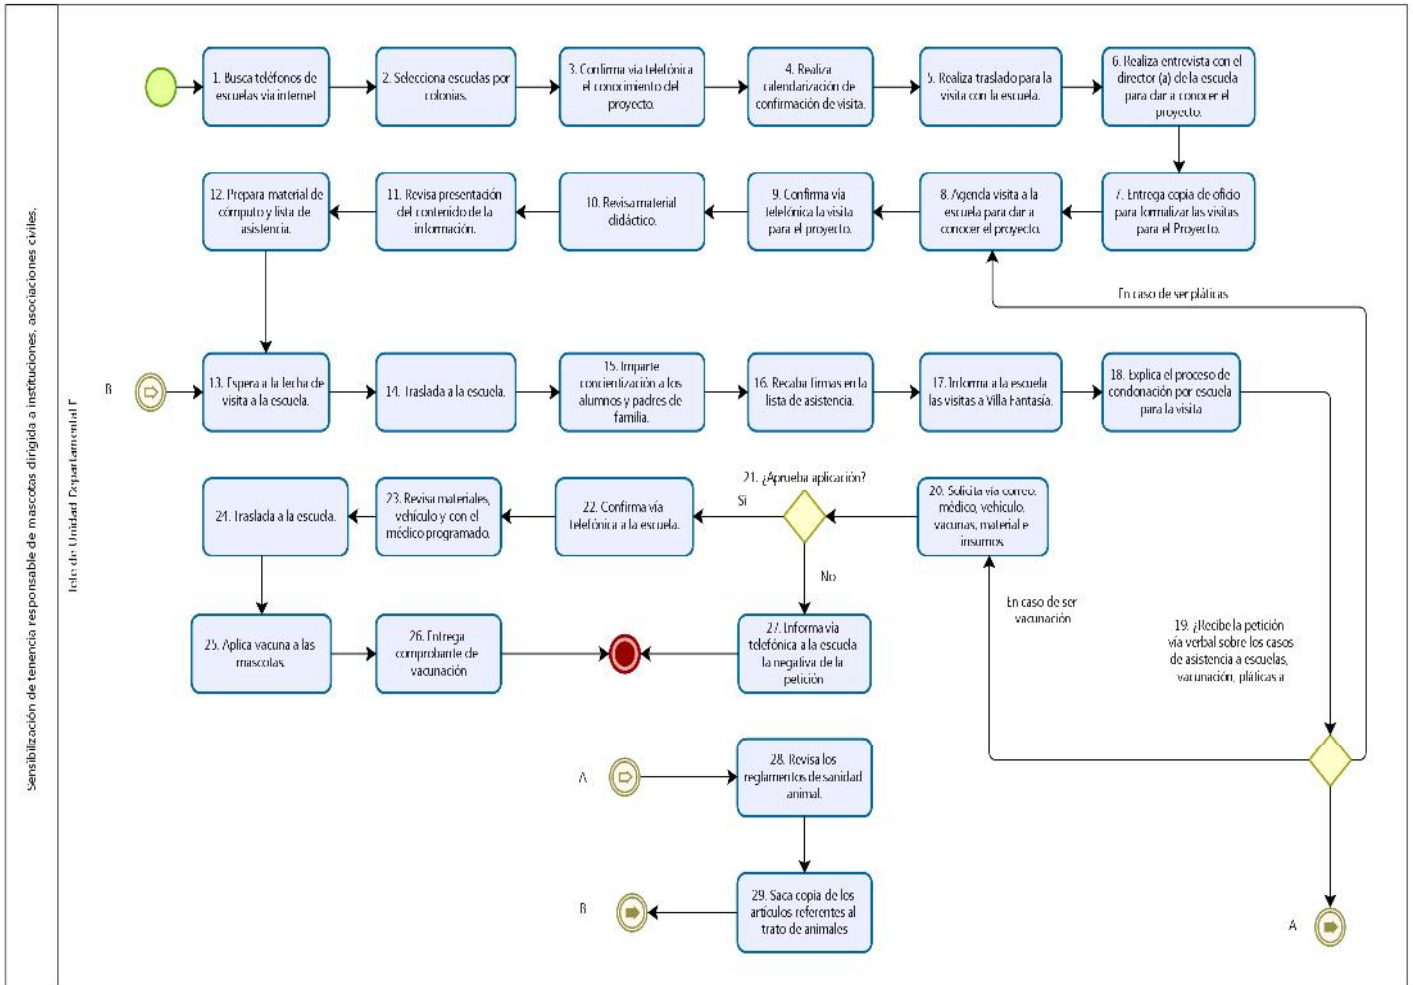 Sensibilización de tenencia responsable de mascotas dirigida a instituciones, asociaciones civiles.
de Unidad Departamental
1. Busca teléfonos de
escuelas vía internet
2. Selecciona escuelas por
colonias.
3. Confirma vía telefónica
el conocimiento del
proyecto.
4. Realiza
calendarización de
confirmación de visita.
5. Realiza traslado para la
visita con la escuela.
6. Realiza entrevista con el
director (a) de la escuela
para dar a conocer el
proyecto.
7. Entrega copia de oficio
para formalizar las visitas
para el Proyecto.
8. Agenda visita a la
escuela para dar a
conocer el proyecto.
9. Confirma vía
telefónica la visita
para el proyecto.
10. Revisa material
didáctico.
11. Revisa presentación
del contenido de la
información.
12. Prepara material de
cómputo y lista de
asistencia.
En caso de ser pláticas
B
13. Espera a la fecha de
visita a la escuela.
14. Traslada a la escuela.
15. Imparte
concientización a los
alumnos y padres de
familia.
16. Recaba firmas en la
lista de asistencia.
17. Informa a la escuela
las visitas a Villa Fantasía.
18. Explica el proceso de
condonación por escuela
para la visita
19. ¿Recibe la petición
vía verbal sobre los casos
de asistencia a escuelas,
vacunación, pláticas a
En caso de ser
vacunación
20. Solicita vía correo,
médico, vehículo,
vacunas, material e
insumos.
21. ¿Aprueba aplicación?
Si
No
22. Confirma vía
telefónica a la escuela.
23. Revisa materiales,
vehículo y con el
médico programado.
24. Traslada a la escuela.
25. Aplica vacuna a las
mascotas.
26. Entrega
comprobante de
vacunación
27. Informa vía
telefónica a la escuela
la negativa de la
petición
A
28. Revisa los
reglamentos de sanidad
animal.
29. Saca copia de los
artículos referentes al
trato de animales
B
A